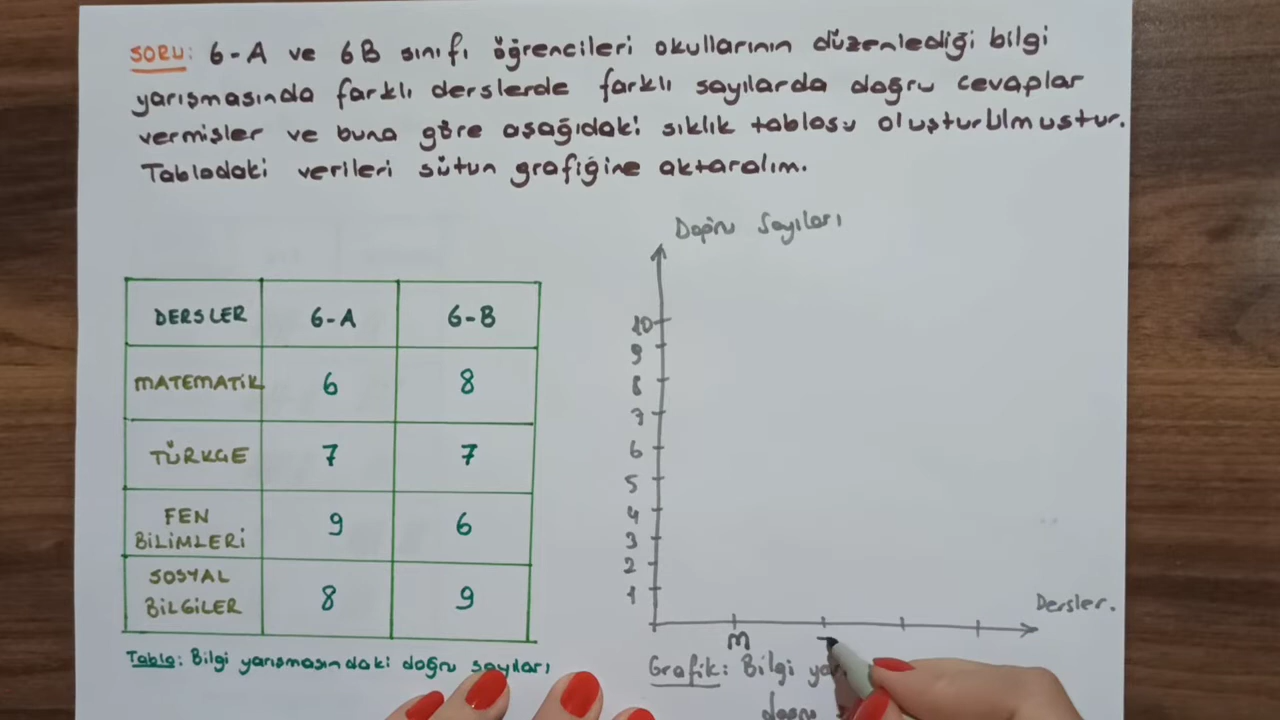 SORU: 6-A ve 6B sınıfı öğrencileri okullarının düzenlediği bilgi
yarışmasında farklı derslerde farklı sayılarda doğru cevaplar
vermişler ve buna göre aşağıdaki sıklık tablosu oluşturulmuştur.
Tablodaki verileri sütun grafiğine aktaralım.
DERSLER 6-A 6-B
MATEMATİK 6 8
TÜRKGE 7 7
FEN
BİLİMLERİ 9 6
SOSYAL
BİLGİLER 8 9
Tablo: Bilgi yarışmasındaki doğru sayıları
Doğru Sayıları
10
9
8
7
6
5
4
3
2
1
Dersler.
M
Grafik: Bilgi
doğru